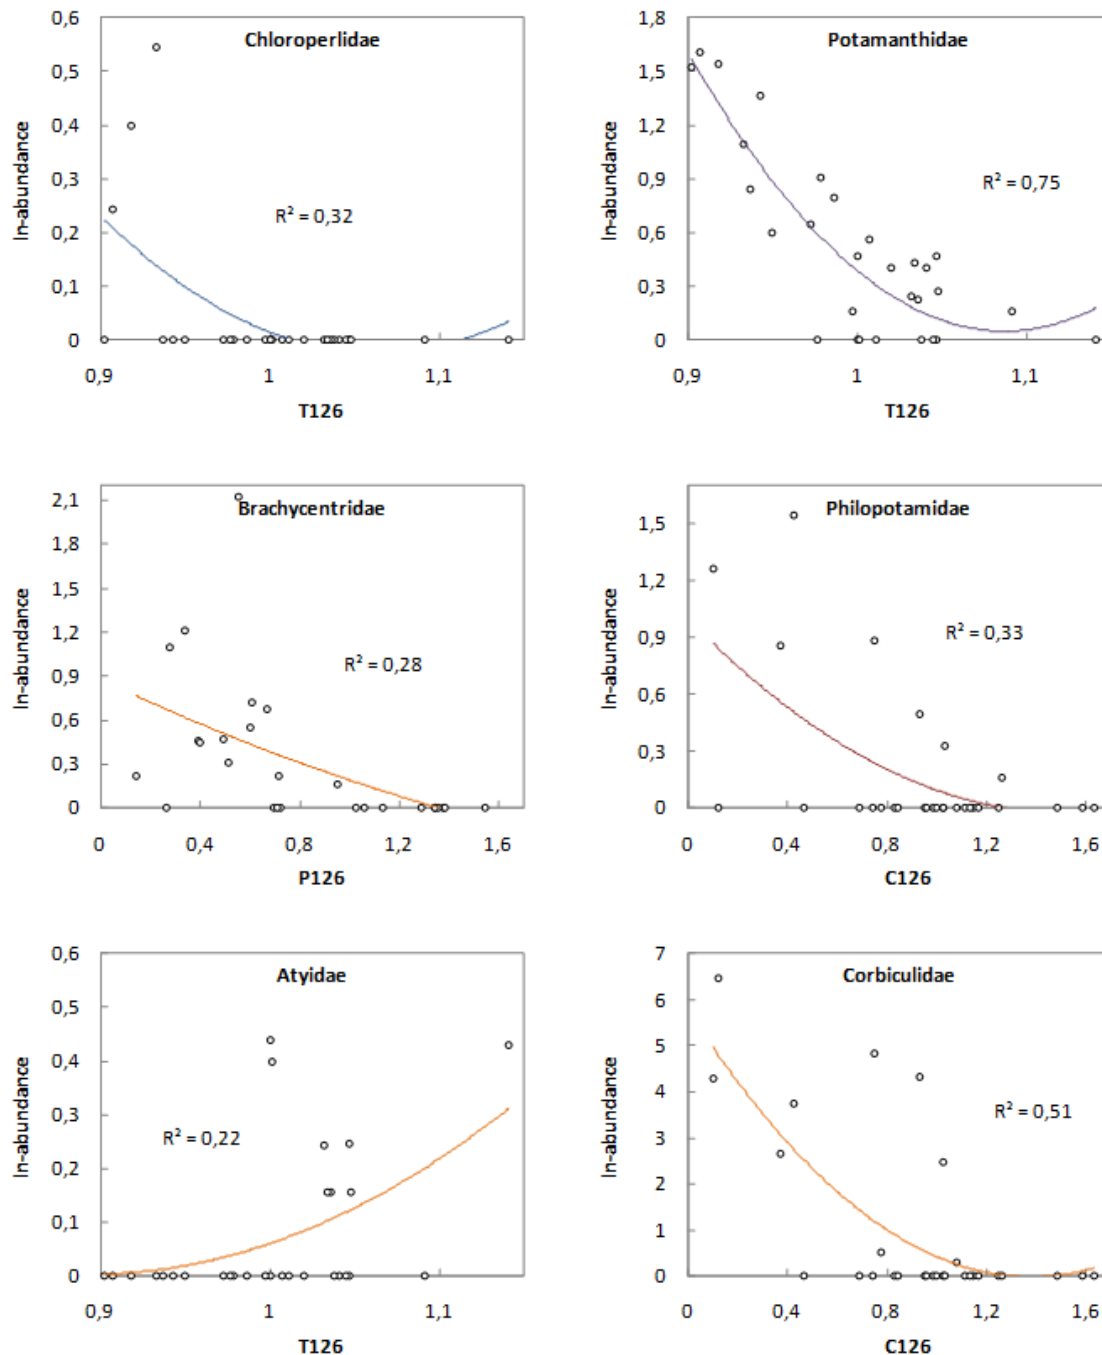 Chloroperlidae
0,6
0,5
0,4
0,3
0,2
0,1
0
ln-abundance
R² = 0,32
0,9 1 1,1
T126
Potamanthidae
1,8
1,5
1,2
0,9
0,6
0,3
0
ln-abundance
R² = 0,75
0,9 1 1,1
T126
Brachycentridae
2,1
1,8
1,5
1,2
0,9
0,6
0,3
0
ln-abundance
R² = 0,28
0 0,4 0,8 1,2 1,6
P126
Philopotamidae
1,5
1,2
0,9
0,6
0,3
0
ln-abundance
R² = 0,33
0 0,4 0,8 1,2 1,6
C126
Atyidae
0,6
0,5
0,4
0,3
0,2
0,1
0
ln-abundance
R² = 0,22
0,9 1 1,1
T126
Corbiculidae
7
6
5
4
3
2
1
0
ln-abundance
R² = 0,51
0 0,4 0,8 1,2 1,6
C126